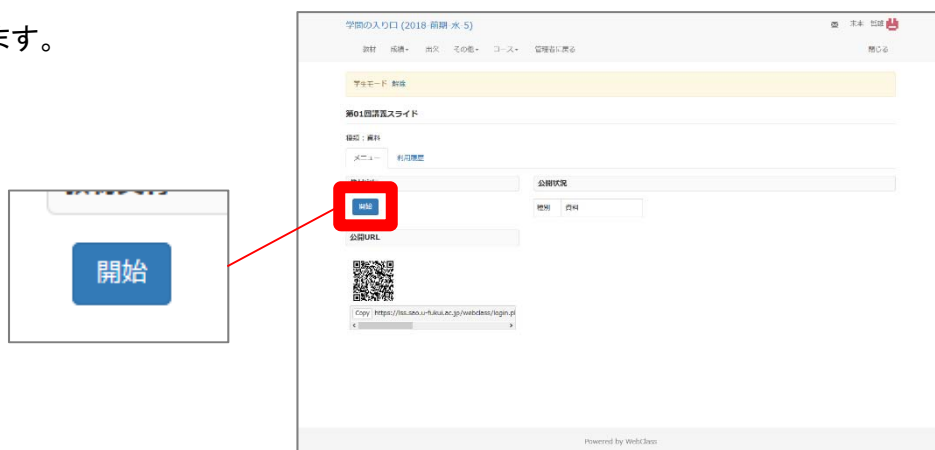 ます。
学問の入り口 (2018-前期-水-5)
教材 成績 出欠 その他 コース 管理者に戻る 閉じる
学生モード 解除
第01回講義スライド
種類：資料
メニュー 利用履歴
公開状況
開始
種別 資料
公開URL
Copy https://lss.sao.u-fukui.ac.jp/webclass/login.pl
開始
Powered by WebClass